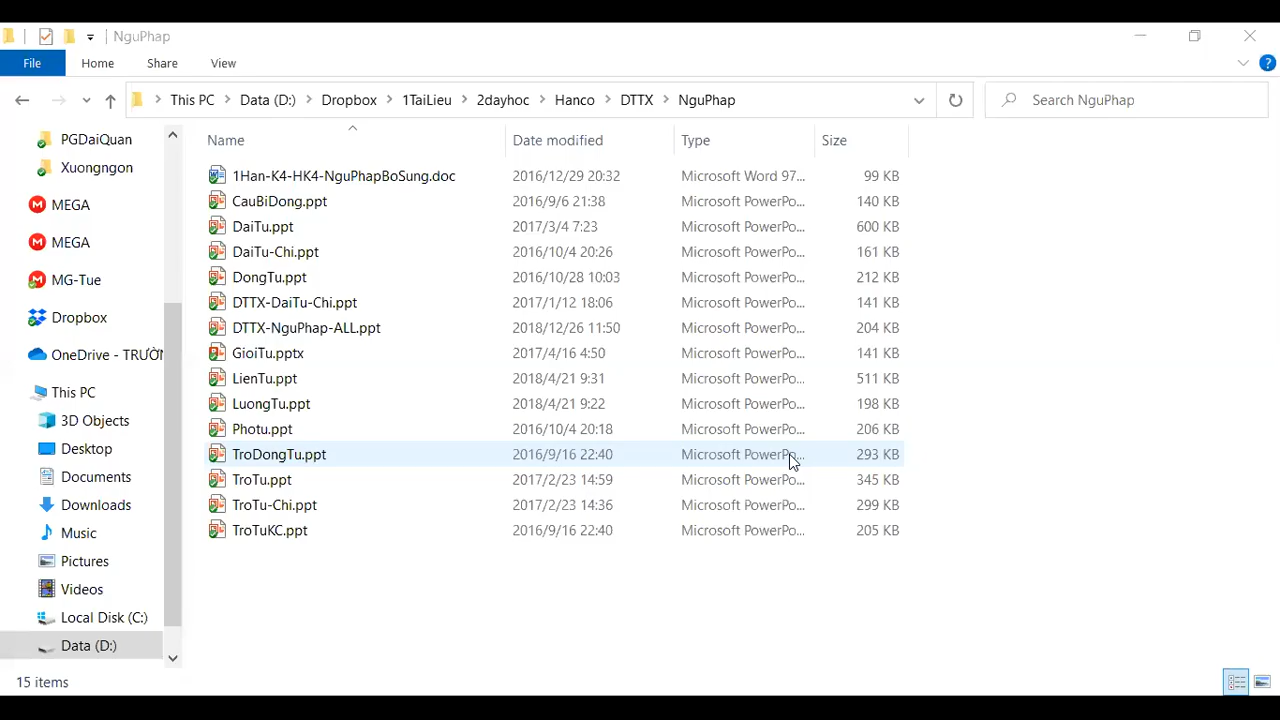 NguPhap
File Home Share View
This PC Data (D:) Dropbox 1TaiLieu 2dayhoc Hanco DTTX NguPhap Search NguPhap
PGDaiQuan
Xuongngon
MEGA
MEGA
MG-Tue
Dropbox
OneDrive - TRƯỜN
This PC
3D Objects
Desktop
Documents
Downloads
Music
Pictures
Videos
Local Disk (C:)
Data (D:)
Name Date modified Type Size
1Han-K4-HK4-NguPhapBoSung.doc 2016/12/29 20:32 Microsoft Word 97... 99 KB
CauBiDong.ppt 2016/9/6 21:38 Microsoft PowerPo... 140 KB
DaiTu.ppt 2017/3/4 7:23 Microsoft PowerPo... 600 KB
DaiTu-Chi.ppt 2016/10/4 20:26 Microsoft PowerPo... 161 KB
DongTu.ppt 2016/10/28 10:03 Microsoft PowerPo... 212 KB
DTTX-DaiTu-Chi.ppt 2017/1/12 18:06 Microsoft PowerPo... 141 KB
DTTX-NguPhap-ALL.ppt 2018/12/26 11:50 Microsoft PowerPo... 204 KB
GioiTu.pptx 2017/4/16 4:50 Microsoft PowerPo... 141 KB
LienTu.ppt 2018/4/21 9:31 Microsoft PowerPo... 511 KB
LuongTu.ppt 2018/4/21 9:22 Microsoft PowerPo... 198 KB
Photu.ppt 2016/10/4 20:18 Microsoft PowerPo... 206 KB
TroDongTu.ppt 2016/9/16 22:40 Microsoft PowerPo... 293 KB
TroTu.ppt 2017/2/23 14:59 Microsoft PowerPo... 345 KB
TroTu-Chi.ppt 2017/2/23 14:36 Microsoft PowerPo... 299 KB
TroTuKC.ppt 2016/9/16 22:40 Microsoft PowerPo... 205 KB
15 items